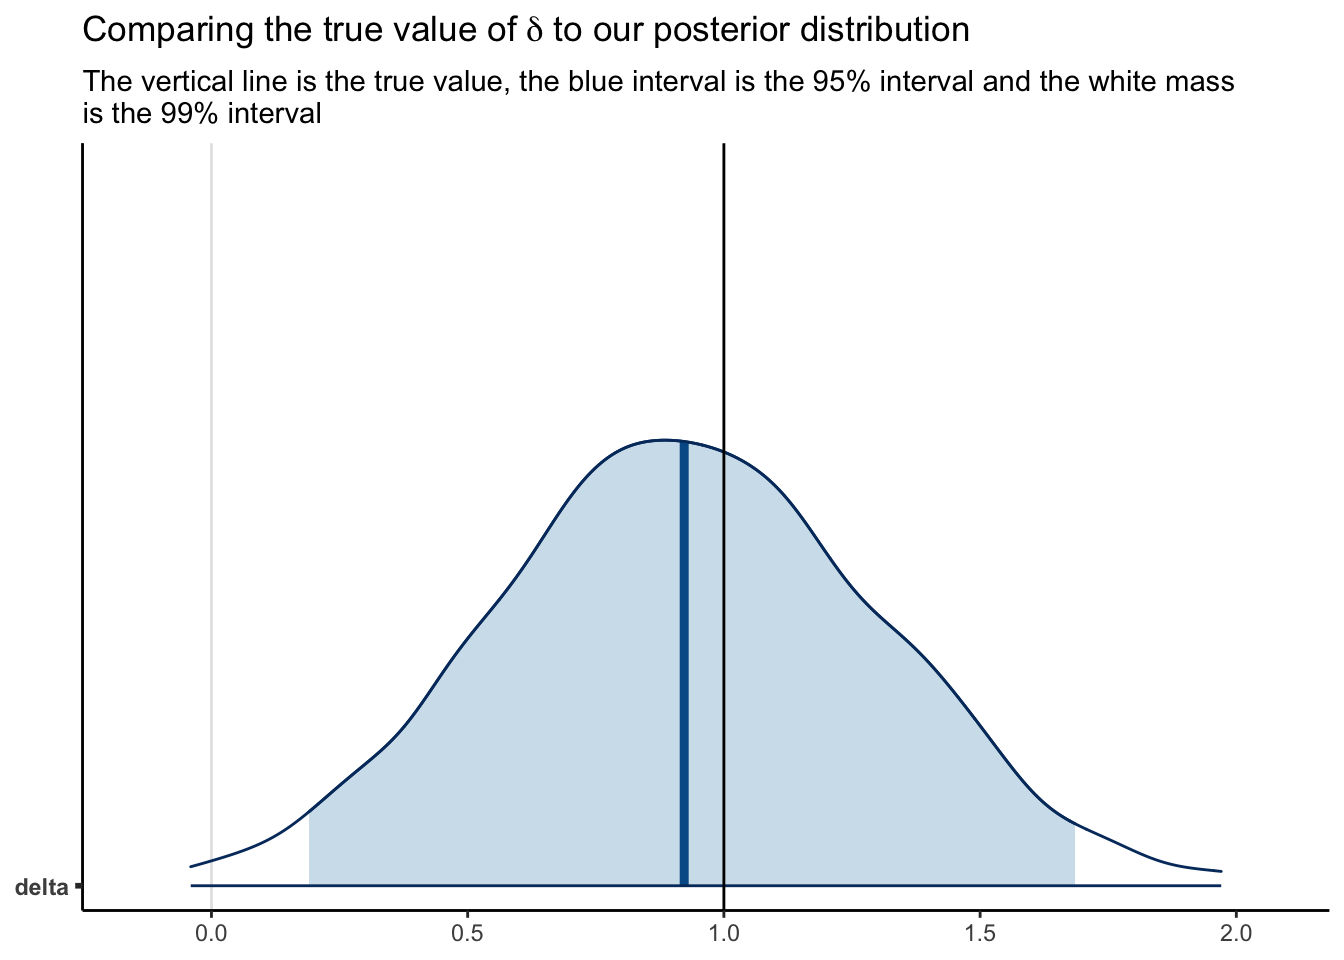 Comparing the true value of δ to our posterior distribution
The vertical line is the true value, the blue interval is the 95% interval and the white mass
is the 99% interval
delta
0.0 0.5 1.0 1.5 2.0